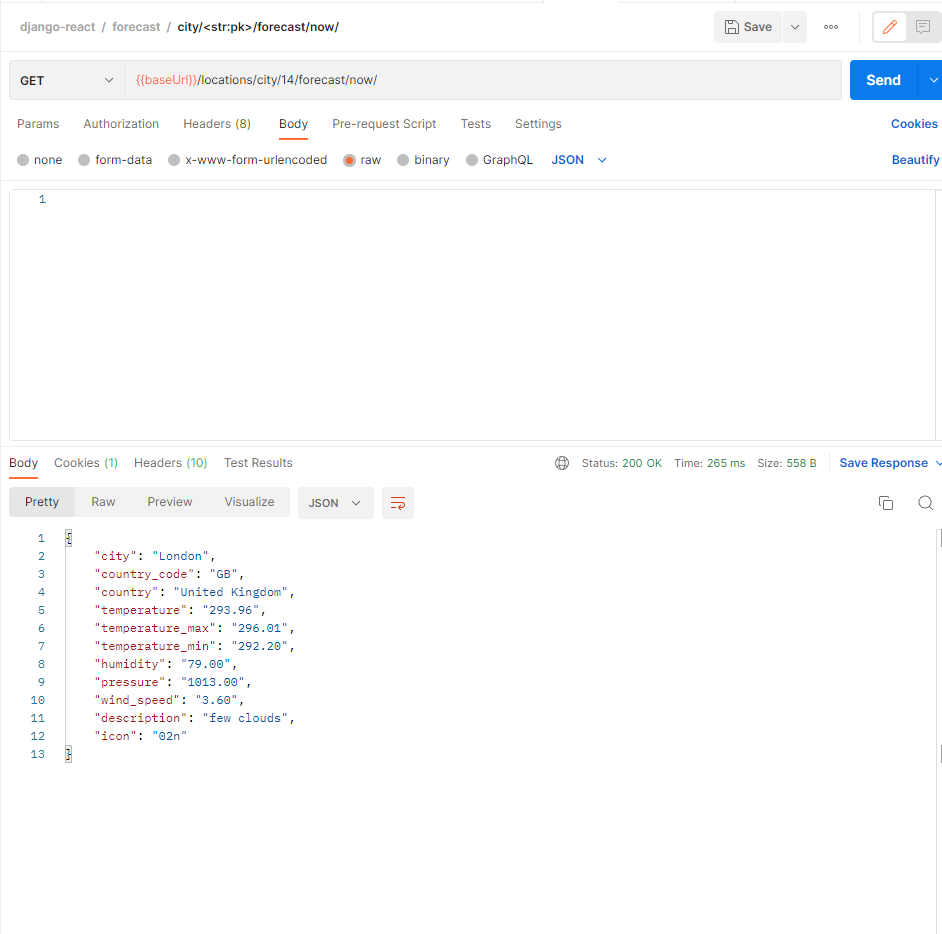 django-react / forecast / city/<str:pk>/forecast/now/ Save
GET {{baseUrl}}/locations/city/14/forecast/now/ Send
Params Authorization Headers (8) Body Pre-request Script Tests Settings Cookies
none form-data x-www-form-urlencoded raw binary GraphQL JSON Beautify
1
Body Cookies (1) Headers (10) Test Results Status: 200 OK Time: 265 ms Size: 558 B Save Response
Pretty Raw Preview Visualize JSON
1 {
2 "city": "London",
3 "country_code": "GB",
4 "country": "United Kingdom",
5 "temperature": "293.96",
6 "temperature_max": "296.01",
7 "temperature_min": "292.20",
8 "humidity": "79.00",
9 "pressure": "1013.00",
10 "wind_speed": "3.60",
11 "description": "few clouds",
12 "icon": "02n"
13 }